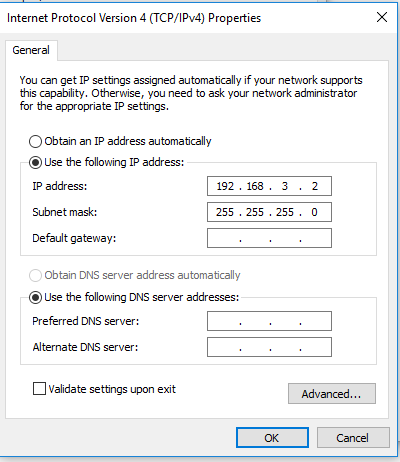 Internet Protocol Version 4 (TCP/IPv4) Properties
General
You can get IP settings assigned automatically if your network supports
this capability. Otherwise, you need to ask your network administrator
for the appropriate IP settings.
Obtain an IP address automatically
Use the following IP address:
IP address: 192 . 168 . 3 . 2
Subnet mask: 255 . 255 . 255 . 0
Default gateway: . . .
Obtain DNS server address automatically
Use the following DNS server addresses:
Preferred DNS server: . . .
Alternate DNS server: . . .
Validate settings upon exit
Advanced...
OK Cancel